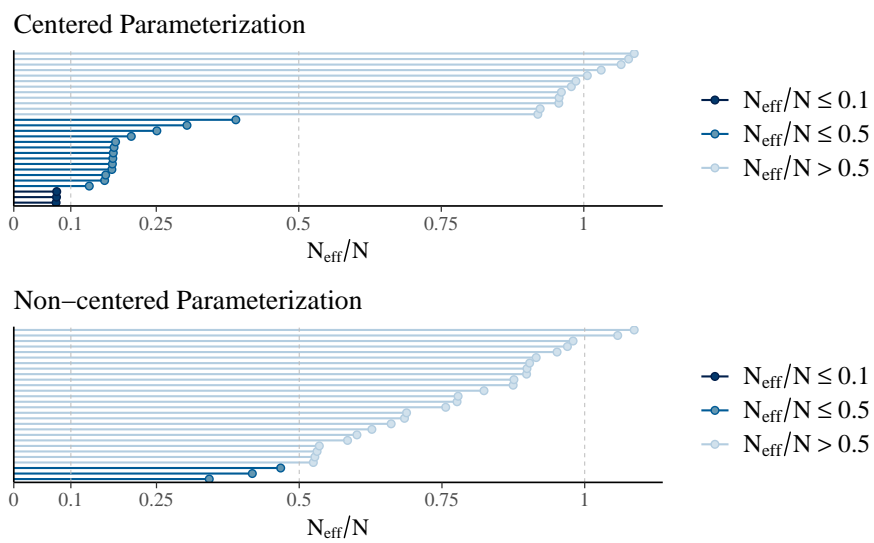 Centered Parameterization
N_eff/N ≤ 0.1
N_eff/N ≤ 0.5
N_eff/N > 0.5
0 0.1 0.25 0.5 0.75 1
N_eff/N
Non−centered Parameterization
N_eff/N ≤ 0.1
N_eff/N ≤ 0.5
N_eff/N > 0.5
0 0.1 0.25 0.5 0.75 1
N_eff/N